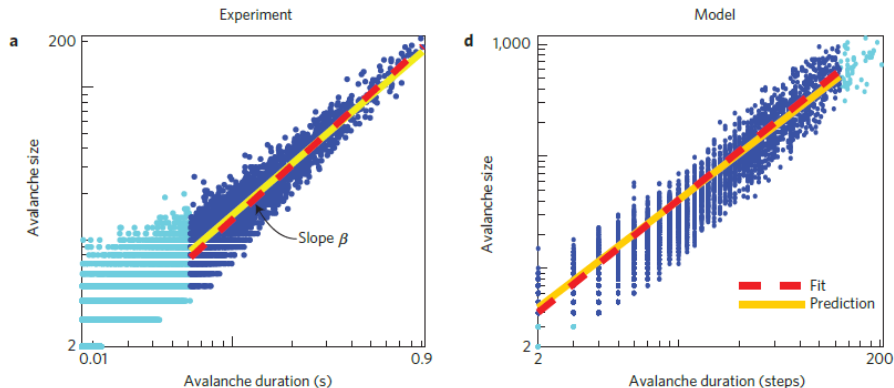 Experiment
a
200
Avalanche size
Slope β
2
0.01
0.9
Avalanche duration (s)
Model
d
1,000
Avalanche size
Fit
Prediction
2
2
200
Avalanche duration (steps)